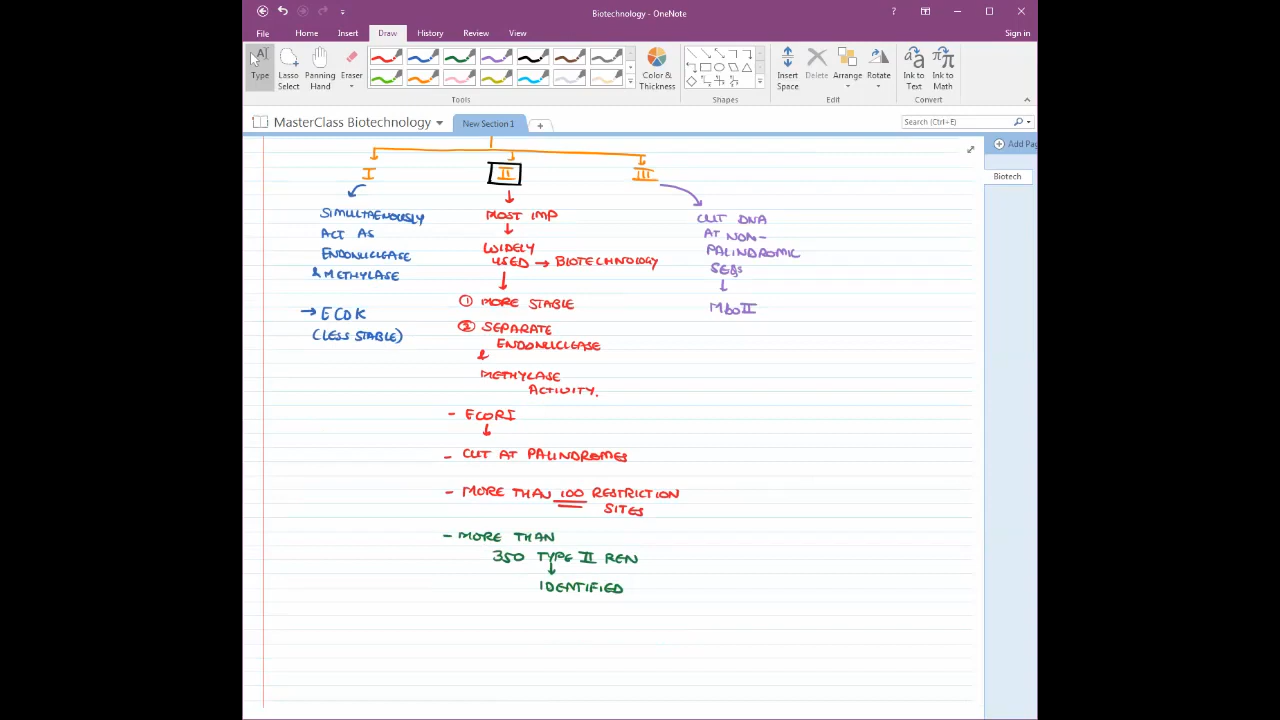 Biotechnology - OneNote
?
File
Home
Insert
Draw
History
Review
View
Sign in
Type
Lasso Select
Panning Hand
Eraser
Color & Thickness
Insert Space
Delete
Arrange
Rotate
Ink to Text
Ink to Math
Tools
Shapes
Edit
Convert
MasterClass Biotechnology
New Section 1
Search (Ctrl+E)
Add Pag
Biotech
I
II
III
SIMULTAENOUSLY
ACT AS
ENDONUCLEASE
& METHYLASE
→ ECOK
(LESS STABLE)
MOST IMP
WIDELY
USED → BIOTECHNOLOGY
① MORE STABLE
② SEPARATE
ENDONUCLEASE
&
METHYLASE
ACTIVITY.
- ECORI
- CUT AT PALINDROMES
- MORE THAN 100 RESTRICTION
SITES
- MORE THAN
350 TYPE II REN
IDENTIFIED
CUT DNA
AT NON-
PALINDROMIC
SEQs
MboII